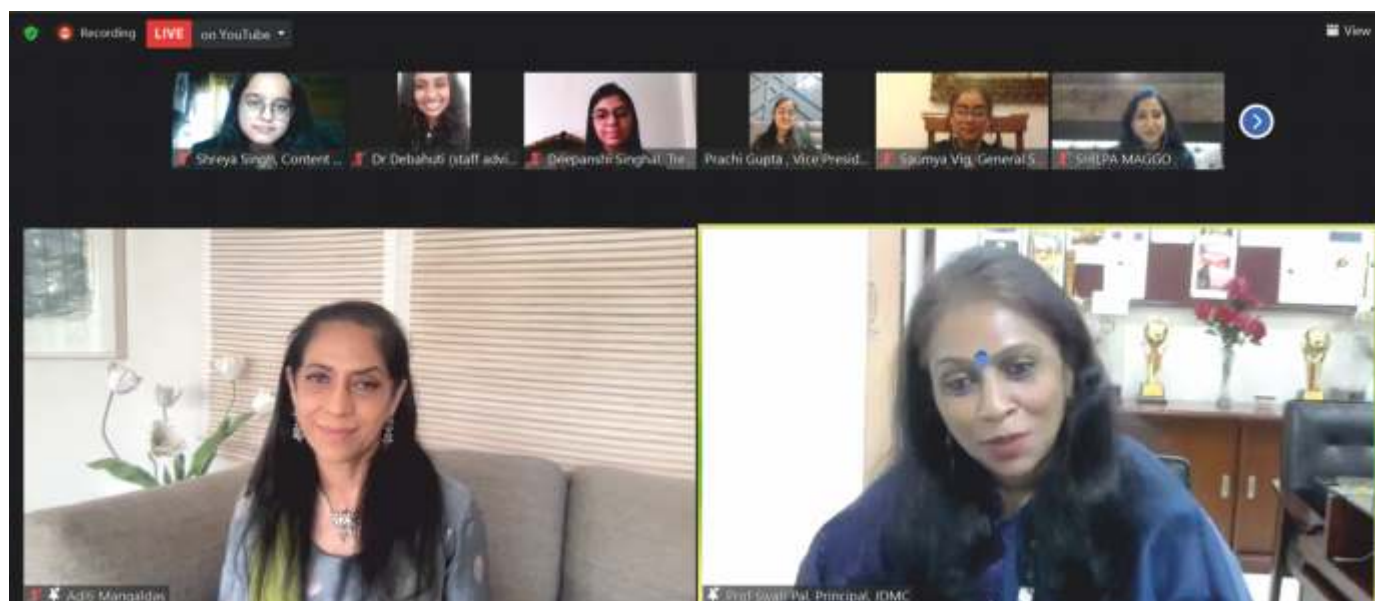 Recording LIVE on YouTube
View
Shreya Singh, Content ...
Dr Debahuti (staff advi...
Deepanshi Singhal, Tre...
Prachi Gupta , Vice Presid...
Saumya Vig, General S...
SHILPA MAGGO
Aditi Mangaldas
Prof Swati Pal, Principal, JDMC